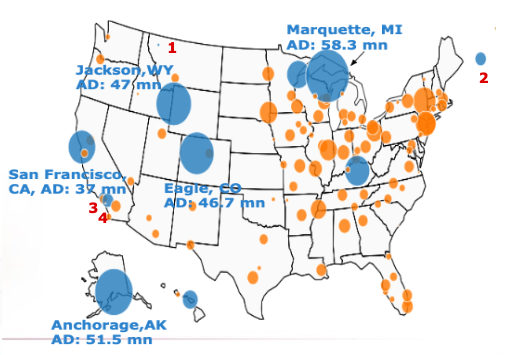 Marquette, MI
AD: 58.3 mn
1
Jackson,WY
AD: 47 mn
2
San Francisco,
CA, AD: 37 mn
Eagle, CO
AD: 46.7 mn
3
4
Anchorage,AK
AD: 51.5 mn